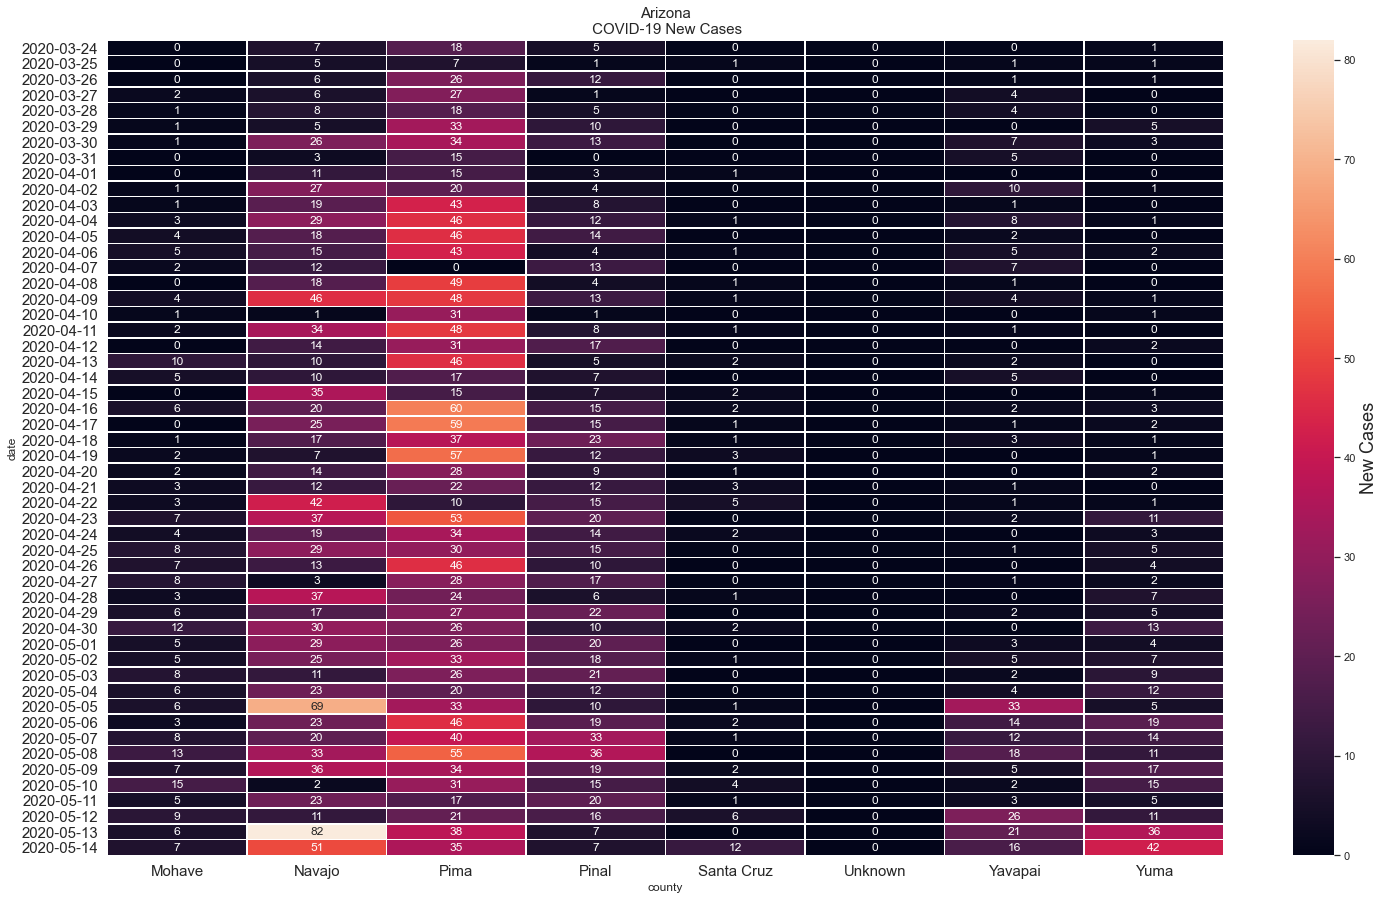 Arizona
COVID-19 New Cases
2020-03-24 0 7 18 5 0 0 0 1
2020-03-25 0 5 7 1 1 0 1 1
2020-03-26 0 6 26 12 0 0 1 1
2020-03-27 2 6 27 1 0 0 4 0
2020-03-28 1 8 18 5 0 0 4 0
2020-03-29 1 5 33 10 0 0 0 5
2020-03-30 1 26 34 13 0 0 7 3
2020-03-31 0 3 15 0 0 0 5 0
2020-04-01 0 11 15 3 1 0 0 0
2020-04-02 1 27 20 4 0 0 10 1
2020-04-03 1 19 43 8 0 0 1 0
2020-04-04 3 29 46 12 1 0 8 1
2020-04-05 4 18 46 14 0 0 2 0
2020-04-06 5 15 43 4 1 0 5 2
2020-04-07 2 12 0 13 0 0 7 0
2020-04-08 0 18 49 4 1 0 1 0
2020-04-09 4 46 48 13 1 0 4 1
2020-04-10 1 1 31 1 0 0 0 1
2020-04-11 2 34 48 8 1 0 1 0
2020-04-12 0 14 31 17 0 0 0 2
2020-04-13 10 10 46 5 2 0 2 0
2020-04-14 5 10 17 7 0 0 5 0
2020-04-15 0 35 15 7 2 0 0 1
2020-04-16 6 20 60 15 2 0 2 3
2020-04-17 0 25 59 15 1 0 1 2
2020-04-18 1 17 37 23 1 0 3 1
2020-04-19 2 7 57 12 3 0 0 1
2020-04-20 2 14 28 9 1 0 0 2
2020-04-21 3 12 22 12 3 0 1 0
2020-04-22 3 42 10 15 5 0 1 1
2020-04-23 7 37 53 20 0 0 2 11
2020-04-24 4 19 34 14 2 0 0 3
2020-04-25 8 29 30 15 0 0 1 5
2020-04-26 7 13 46 10 0 0 0 4
2020-04-27 8 3 28 17 0 0 1 2
2020-04-28 3 37 24 6 1 0 0 7
2020-04-29 6 17 27 22 0 0 2 5
2020-04-30 12 30 26 10 2 0 0 13
2020-05-01 5 29 26 20 0 0 3 4
2020-05-02 5 25 33 18 1 0 5 7
2020-05-03 8 11 26 21 0 0 2 9
2020-05-04 6 23 20 12 0 0 4 12
2020-05-05 6 69 33 10 1 0 33 5
2020-05-06 3 23 46 19 2 0 14 19
2020-05-07 8 20 40 33 1 0 12 14
2020-05-08 13 33 55 36 0 0 18 11
2020-05-09 7 36 34 19 2 0 5 17
2020-05-10 15 2 31 15 4 0 2 15
2020-05-11 5 23 17 20 1 0 3 5
2020-05-12 9 11 21 16 6 0 26 11
2020-05-13 6 82 38 7 0 0 21 36
2020-05-14 7 51 35 7 12 0 16 42
Mohave Navajo Pima Pinal Santa Cruz Unknown Yavapai Yuma
county
date
80
70
60
50
40
30
20
10
0
New Cases